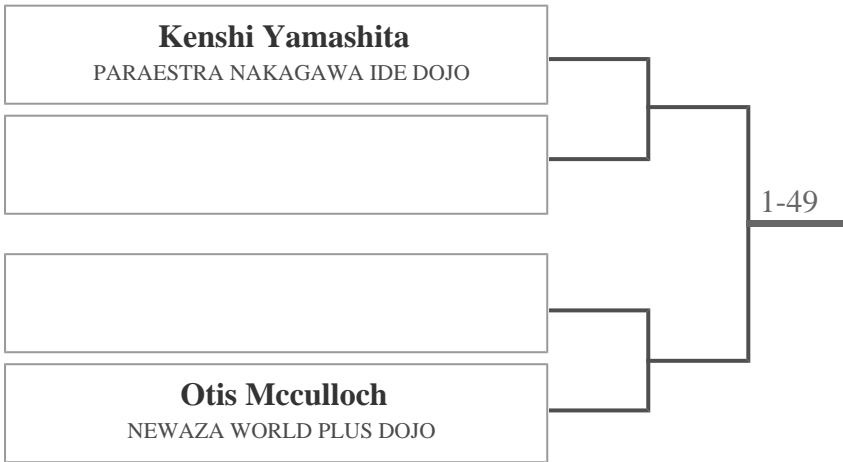 Kenshi Yamashita
PARAESTRA NAKAGAWA IDE DOJO
1-49
Otis Mcculloch
NEWAZA WORLD PLUS DOJO